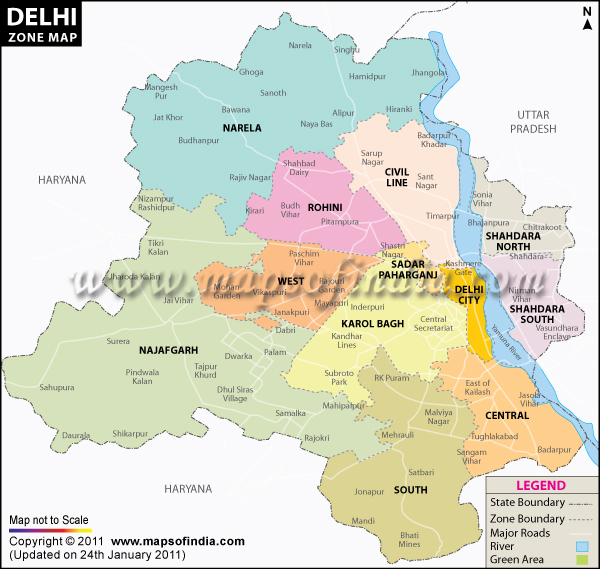 DELHI
ZONE MAP
N
Narela
Singhu
Ghoga
Hamidpur
Jhangola
Mangesh
Pur
Sanoth
Bawana
Alipur
Hiranki
Jat Khor
Naya Bas
NARELA
Budhanpur
Badarpur
Khadar
UTTAR
PRADESH
Sarup
Nagar
Shahbad
Dairy
CIVIL
LINE
HARYANA
Rajiv Nagar
Sant
Nagar
Nizampur
Rashidpur
Sonia
Vihar
Kirari
Budh
Vihar
ROHINI
Pitampura
Timarpur
Bhajanpura
Chitrakoot
SHAHDARA
NORTH
Tikri
Kalan
Paschim
Vihar
Shastri
Nagar
Shahdara
SADAR
PAHARGANJ
Kashmere
Gate
Jharoda Kalan
WEST
Mohan
Garden
Vikaspuri
Rajouri
Garden
Mayapuri
Inderpuri
DELHI
CITY
Nirman
Vihar
www.mapsofindia.com
Jai Vihar
Janakpuri
SHAHDARA
SOUTH
KAROL BAGH
Central
Secretariat
Vasundhara
Enclave
Dabri
Kandhar
Lines
Yamuna River
Surera
NAJAFGARH
Dwarka
Palam
Pindwala
Kalan
Tajpur
Khurd
Subroto
Park
RK Puram
East of
Kailash
Sahupura
Dhul Siras
Village
Jasola
Vihar
Samalka
Mahipalpur
Malviya
Nagar
CENTRAL
Daurala
Shikarpur
Rajokri
Mehrauli
Tughlakabad
Sangam
Vihar
Badarpur
Satbari
HARYANA
Jonapur
SOUTH
Mandi
Bhati
Mines
LEGEND
State Boundary
Zone Boundary
Major Roads
River
Green Area
Map not to Scale
Copyright © 2011 www.mapsofindia.com
(Updated on 24th January 2011)